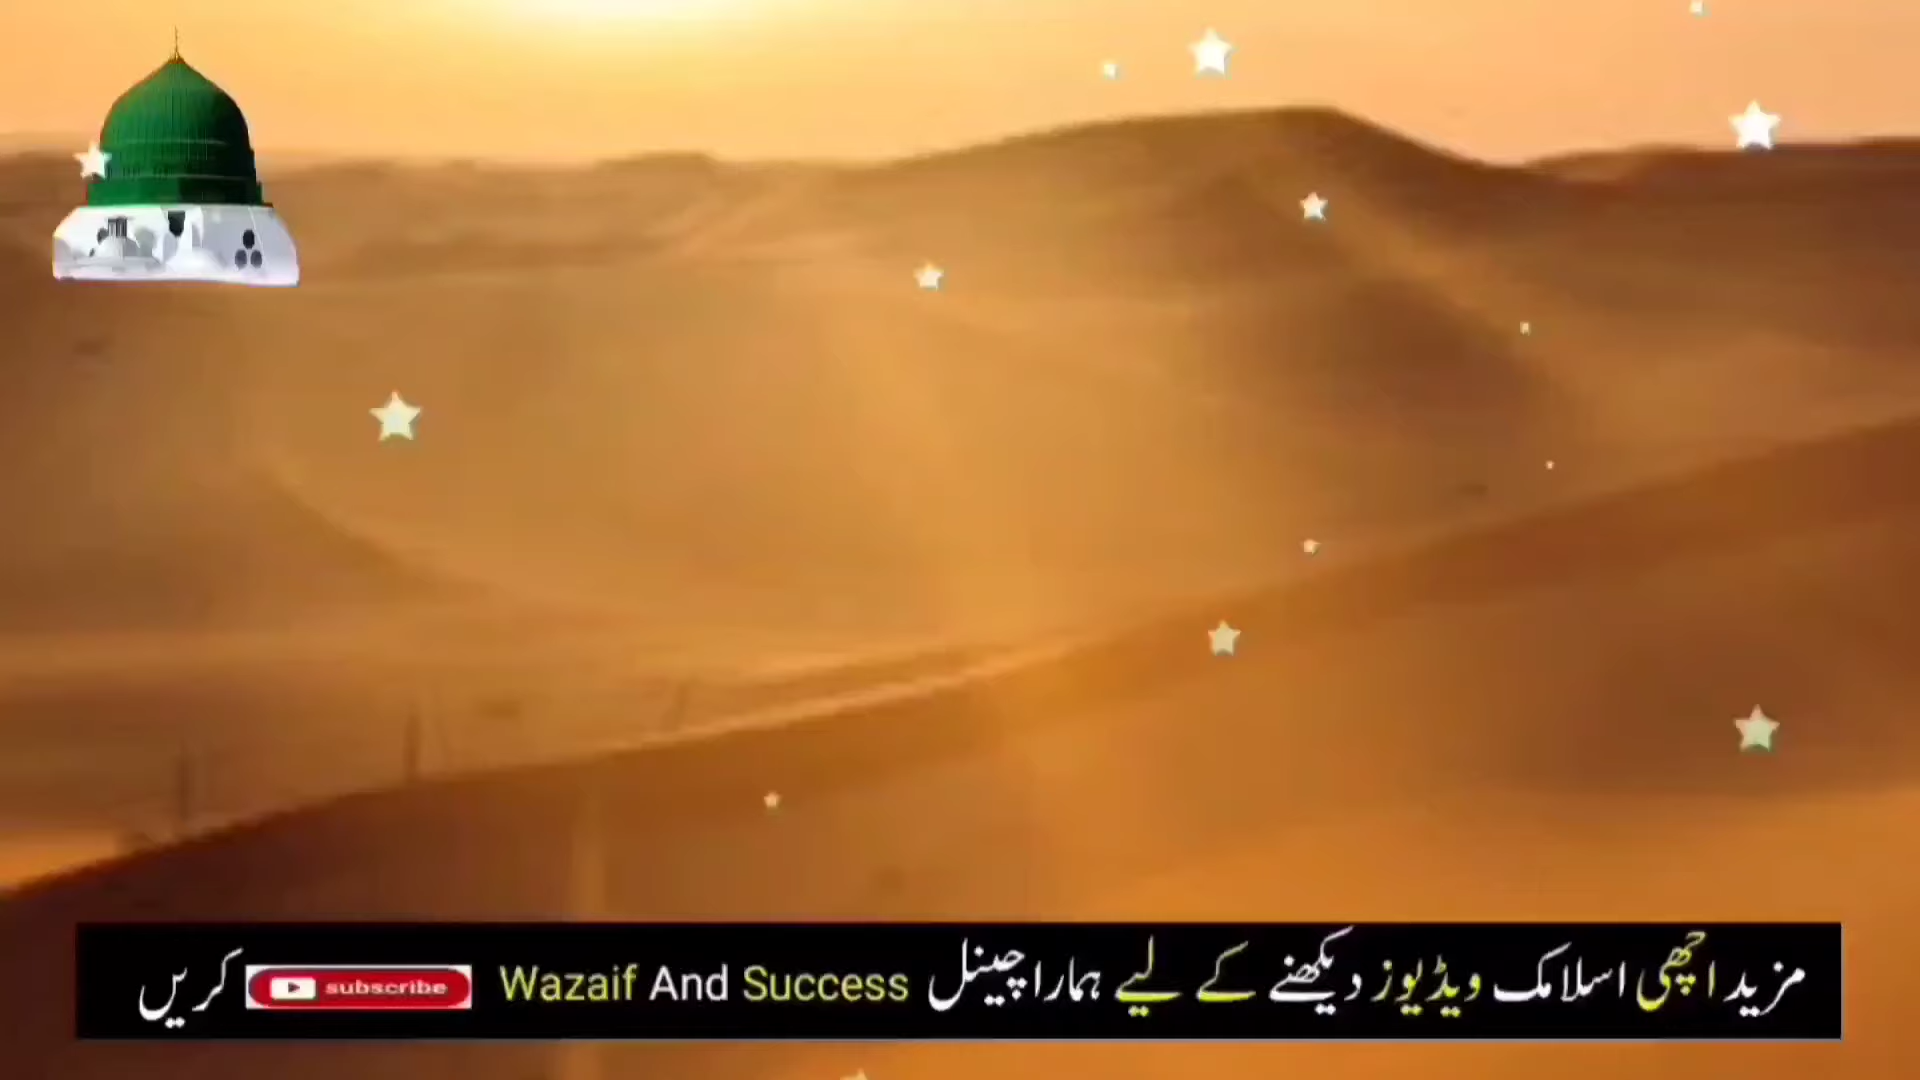 مزید اچھی اسلامک ویڈیوز دیکھنے کے لیے ہمارا چینل Wazaif And Success subscribe کریں